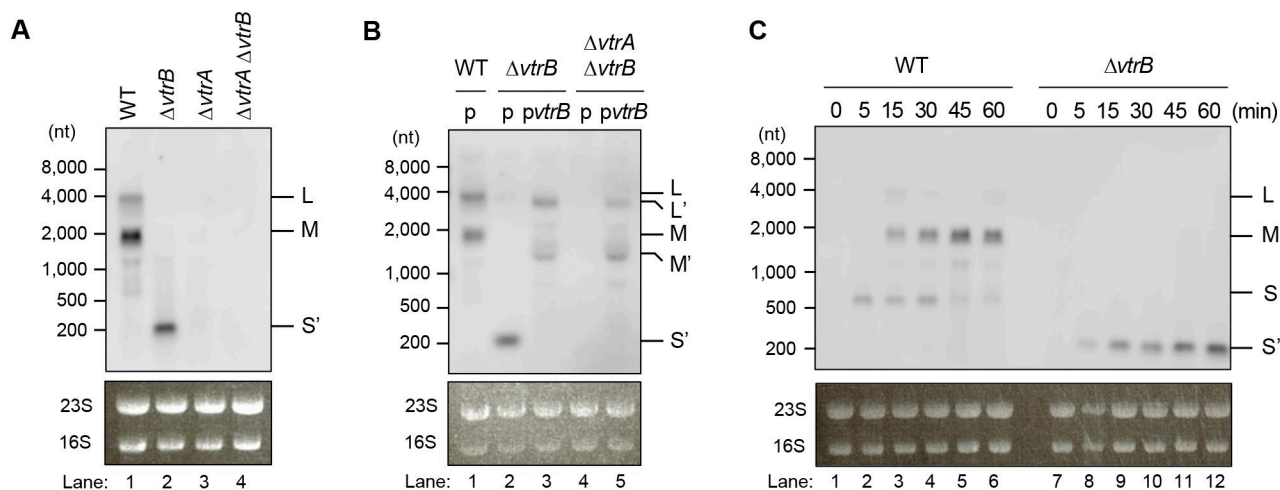 A
WT
ΔvtrB
ΔvtrA
ΔvtrA ΔvtrB
(nt)
8,000
4,000
2,000
1,000
500
200
L
M
S'
23S
16S
Lane: 1 2 3 4
B
ΔvtrA
WT ΔvtrB ΔvtrB
p p pvtrB p pvtrB
(nt)
8,000
4,000
2,000
1,000
500
200
L
L'
M
M'
S'
23S
16S
Lane: 1 2 3 4 5
C
WT ΔvtrB
0 5 15 30 45 60 0 5 15 30 45 60 (min)
(nt)
8,000
4,000
2,000
1,000
500
200
L
M
S
S'
23S
16S
Lane: 1 2 3 4 5 6 7 8 9 10 11 12